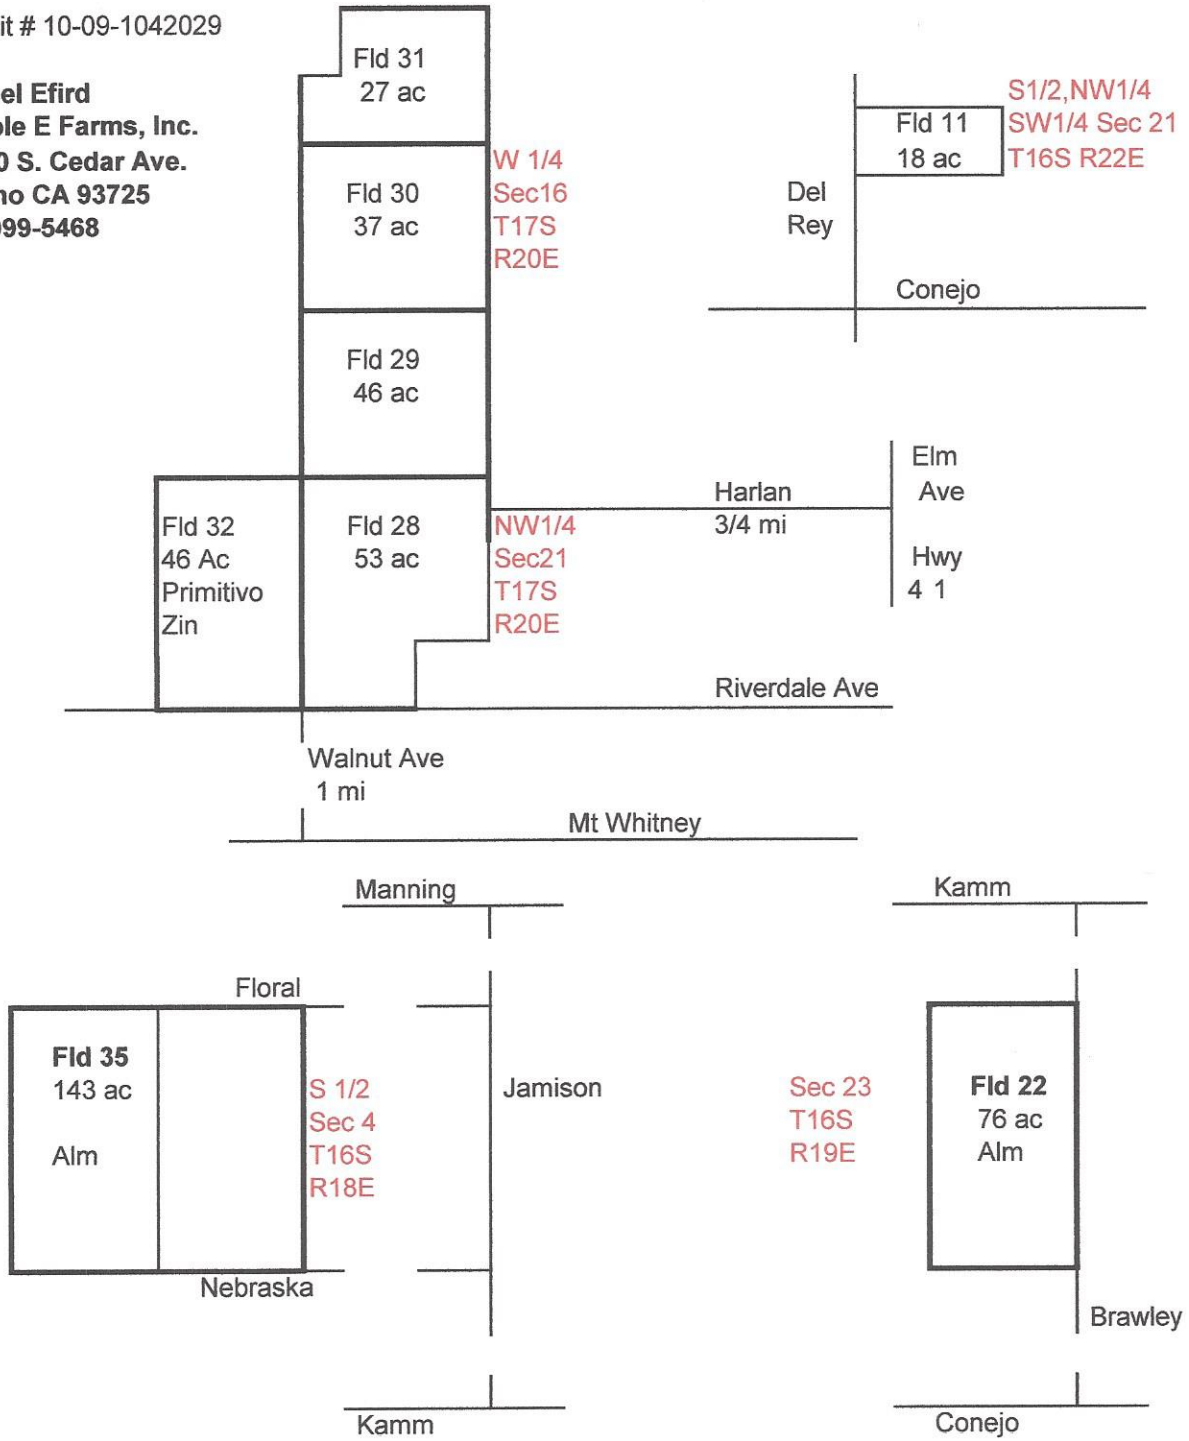 it # 10-09-1042029
el Efird
ole E Farms, Inc.
0 S. Cedar Ave.
no CA 93725
99-5468
Fld 31
27 ac
Fld 30
37 ac
W 1/4
Sec16
T17S
R20E
Fld 29
46 ac
Fld 32
46 Ac
Primitivo
Zin
Fld 28
53 ac
NW1/4
Sec21
T17S
R20E
Fld 11
18 ac
S1/2,NW1/4
SW1/4 Sec 21
T16S R22E
Del
Rey
Conejo
Harlan
3/4 mi
Elm
Ave
Hwy
4 1
Riverdale Ave
Walnut Ave
1 mi
Mt Whitney
Manning
Floral
Fld 35
143 ac
Alm
S 1/2
Sec 4
T16S
R18E
Jamison
Nebraska
Kamm
Kamm
Sec 23
T16S
R19E
Fld 22
76 ac
Alm
Brawley
Conejo